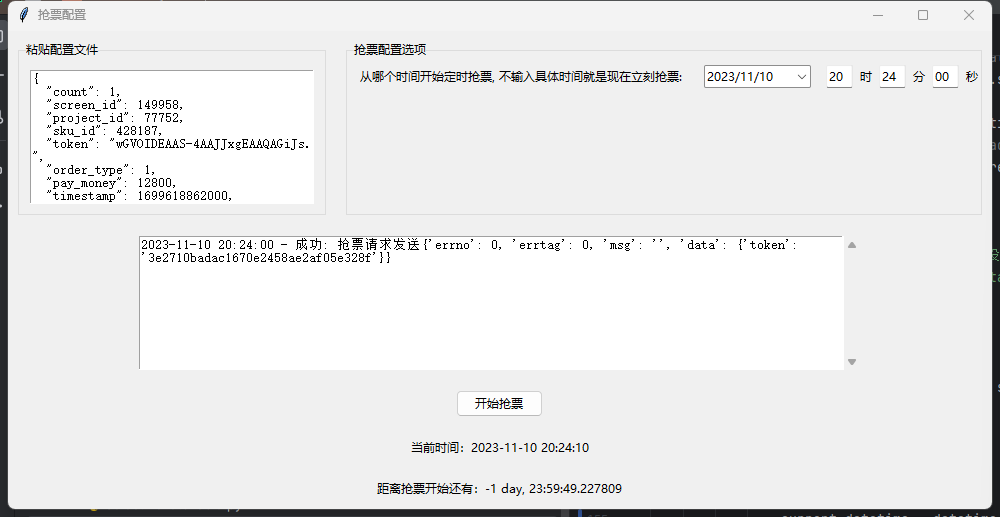 抢票配置
粘贴配置文件
{
"count": 1,
"screen_id": 149958,
"project_id": 77752,
"sku_id": 428187,
"token": "wGVOIDEAAS-4AAJJxgEAAQAGiJs.
",
"order_type": 1,
"pay_money": 12800,
"timestamp": 1699618862000,
抢票配置选项
从哪个时间开始定时抢票, 不输入具体时间就是现在立刻抢票: 2023/11/10 20 时 24 分 00 秒
2023-11-10 20:24:00 - 成功: 抢票请求发送{'errno': 0, 'errtag': 0, 'msg': '', 'data': {'token':
'3e2710badac1670e2458ae2af05e328f'}}
开始抢票
当前时间: 2023-11-10 20:24:10
距离抢票开始还有: -1 day, 23:59:49.227809